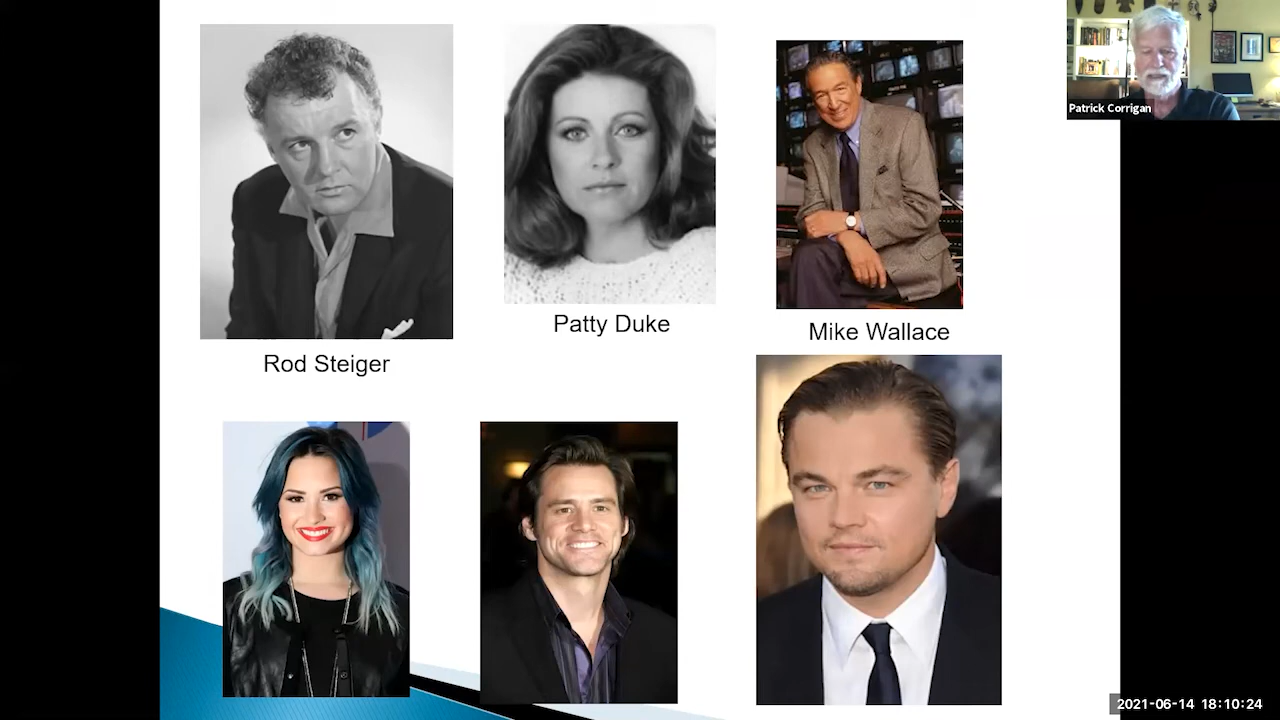 Patrick Corrigan
Patty Duke
Mike Wallace
Rod Steiger
2021-06-14 18:10:24